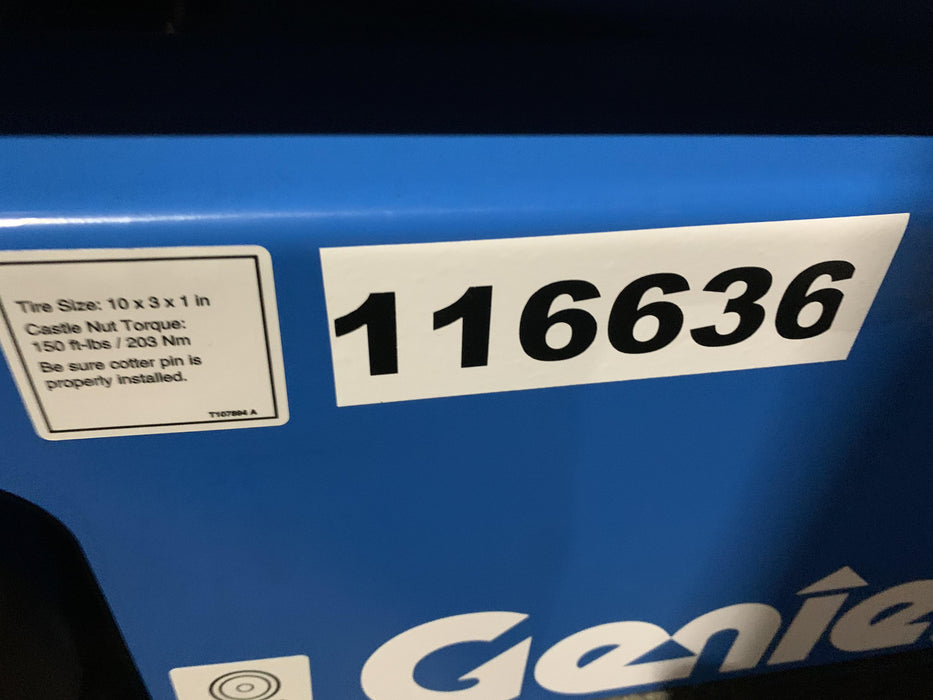 Tire Size: 10 x 3 x 1 in
Castle Nut Torque:
150 ft-lbs / 203 Nm
Be sure cotter pin is
properly installed.
T107894 A
116636
Genie